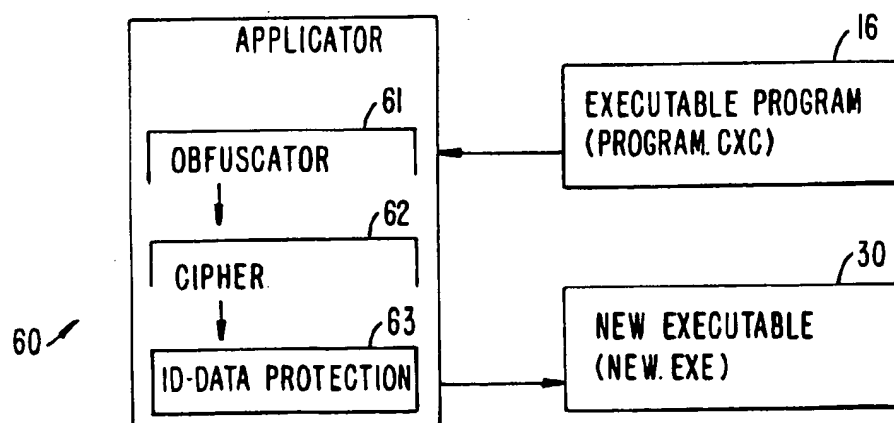 APPLICATOR
61
OBFUSCATOR
62
CIPHER
63
ID-DATA PROTECTION
60
16
EXECUTABLE PROGRAM
(PROGRAM.CXC)
30
NEW EXECUTABLE
(NEW.EXE)